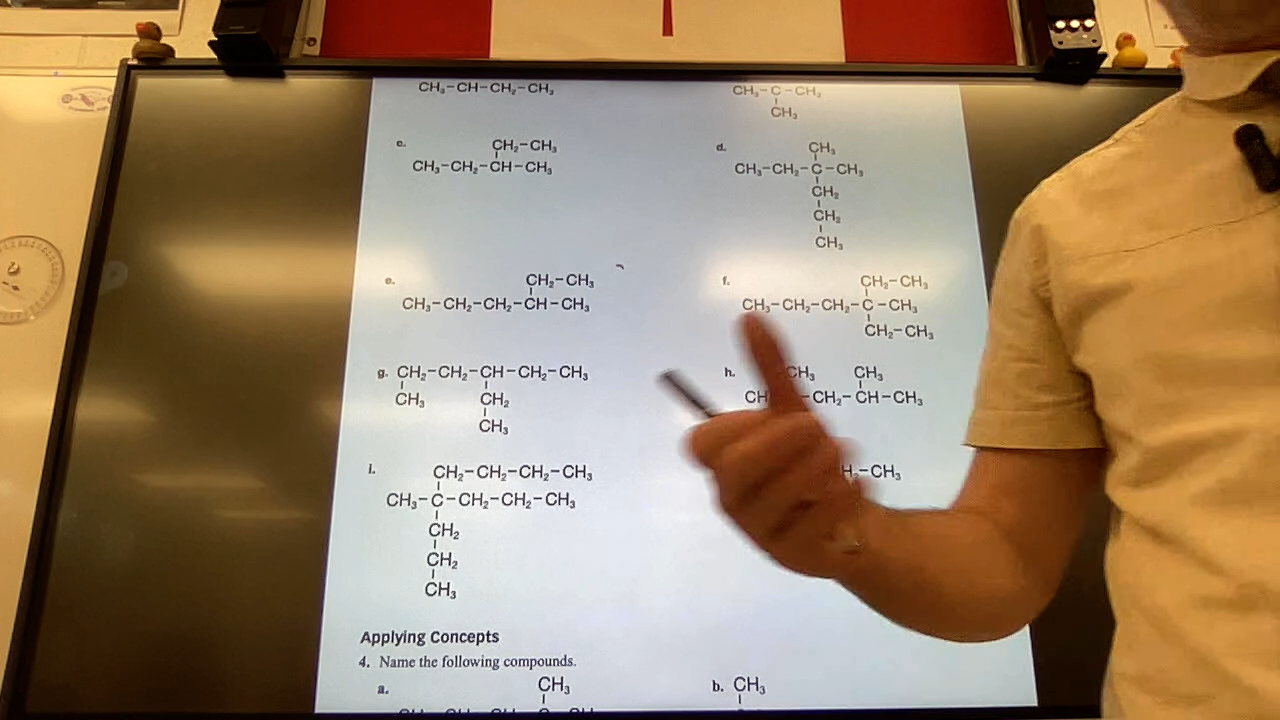 CH₃-CH-CH₂-CH₃
CH₃-C-CH₃
CH₃
c.
CH₂-CH₃
CH₃-CH₂-CH-CH₃
d.
CH₃
CH₃-CH₂-C-CH₃
CH₂
CH₂
CH₃
e.
CH₂-CH₃
CH₃-CH₂-CH₂-CH-CH₃
f.
CH₂-CH₃
CH₃-CH₂-CH₂-C-CH₃
CH₂-CH₃
g. CH₂-CH₂-CH-CH₂-CH₃
CH₃ CH₂
CH₃
h. CH₃ CH₃
CH -CH₂-CH-CH₃
i.
CH₂-CH₂-CH₂-CH₃
CH₃-C-CH₂-CH₂-CH₃
CH₂
CH₂
CH₃
-CH₃
Applying Concepts
4. Name the following compounds.
a. CH₃
b. CH₃